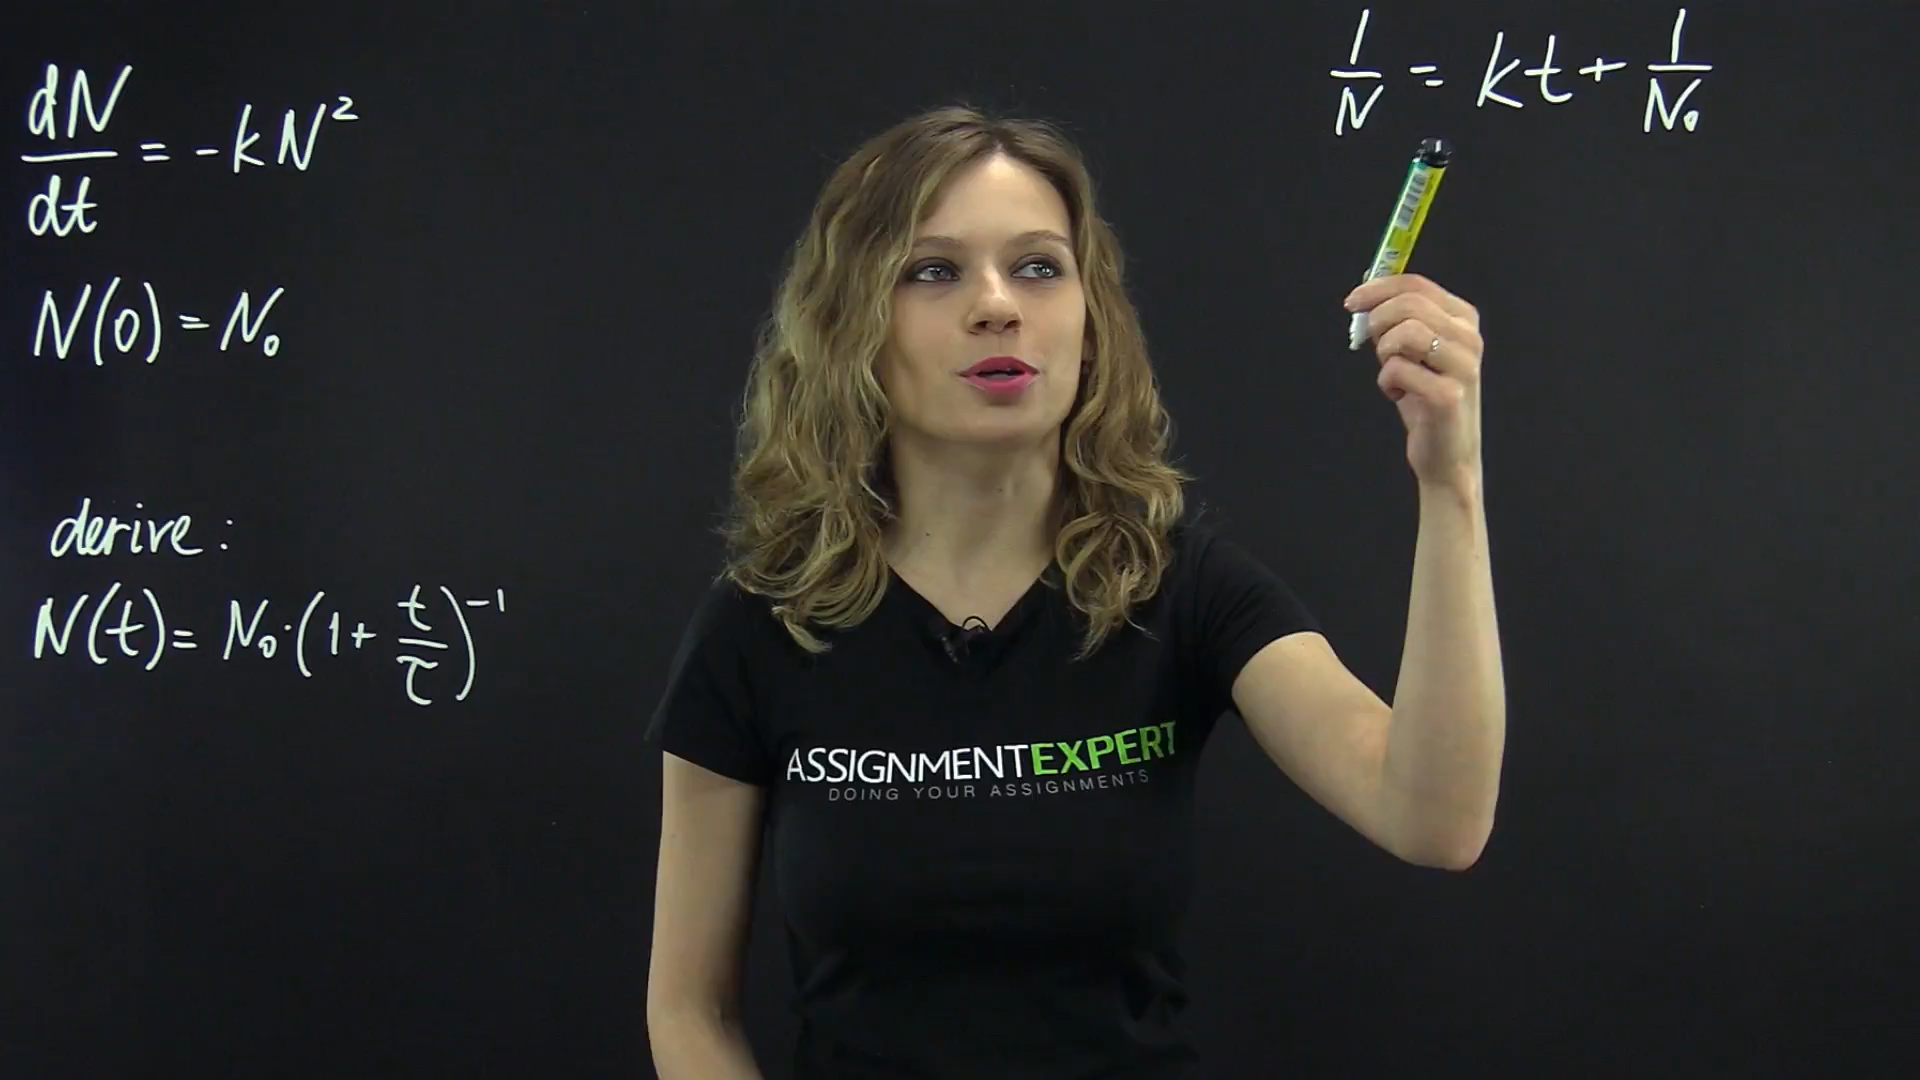 dN/dt = -kN²
N(0) = N₀
derive:
N(t) = N₀·(1 + t/τ)⁻¹
1/N = kt + 1/N₀
ASSIGNMENTEXPERT
DOING YOUR ASSIGNMENTS